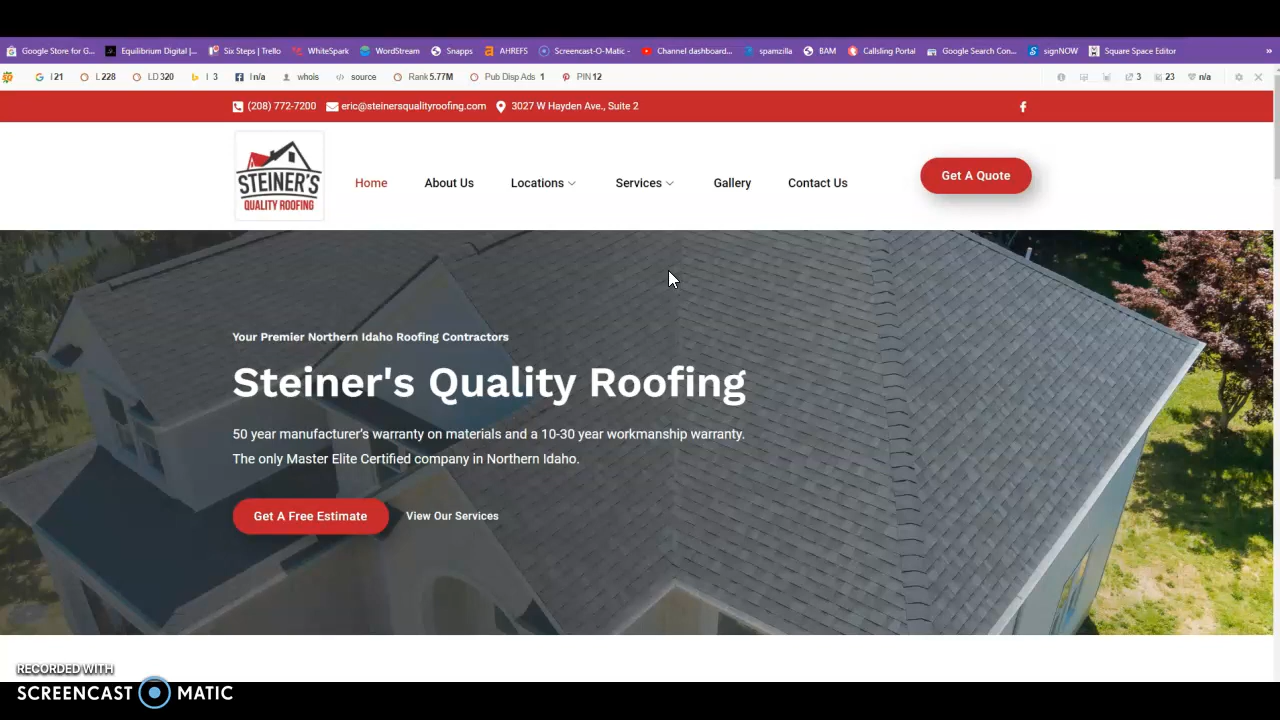 Google Store for G... Equilibrium Digital |... Six Steps | Trello WhiteSpark WordStream Snapps AHREFS Screencast-O-Matic - Channel dashboard... spamzilla BAM CallsIng Portal Google Search Con... signNOW Square Space Editor »
I 21 L 228 LD 320 I 3 I n/a whois source Rank 5.77M Pub Disp Ads 1 PIN 12 3 23 n/a
(208) 772-7200 eric@steinersqualityroofing.com 3027 W Hayden Ave., Suite 2
STEINER'S
QUALITY ROOFING
Home About Us Locations Services Gallery Contact Us Get A Quote
Your Premier Northern Idaho Roofing Contractors
Steiner's Quality Roofing
50 year manufacturer's warranty on materials and a 10-30 year workmanship warranty.
The only Master Elite Certified company in Northern Idaho.
Get A Free Estimate View Our Services
RECORDED WITH
SCREENCAST MATIC